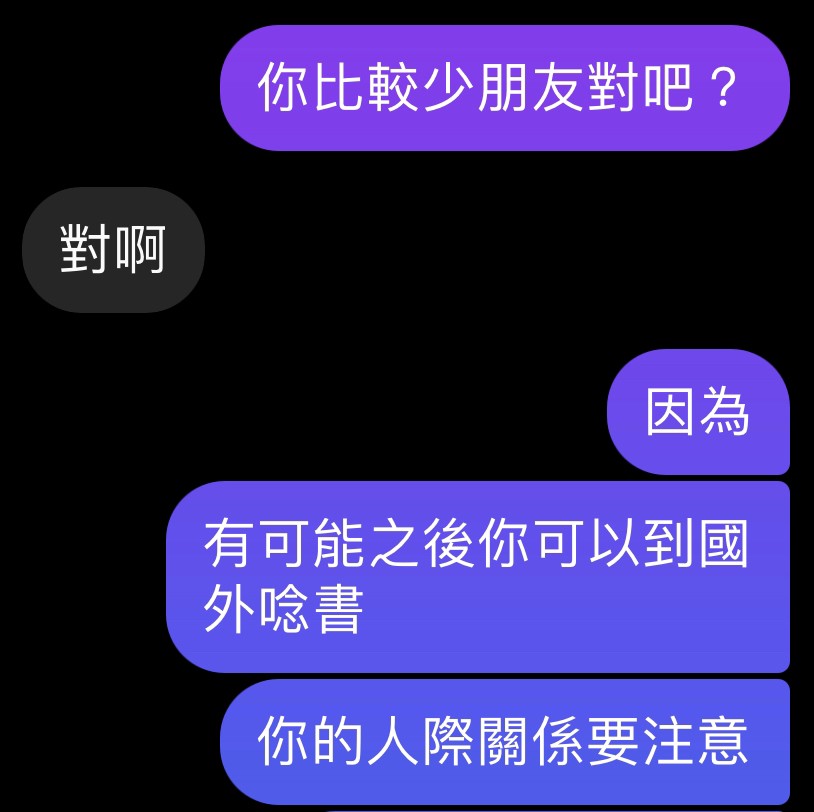 你比較少朋友對吧？
對啊
因為
有可能之後你可以到國
外唸書
你的人際關係要注意